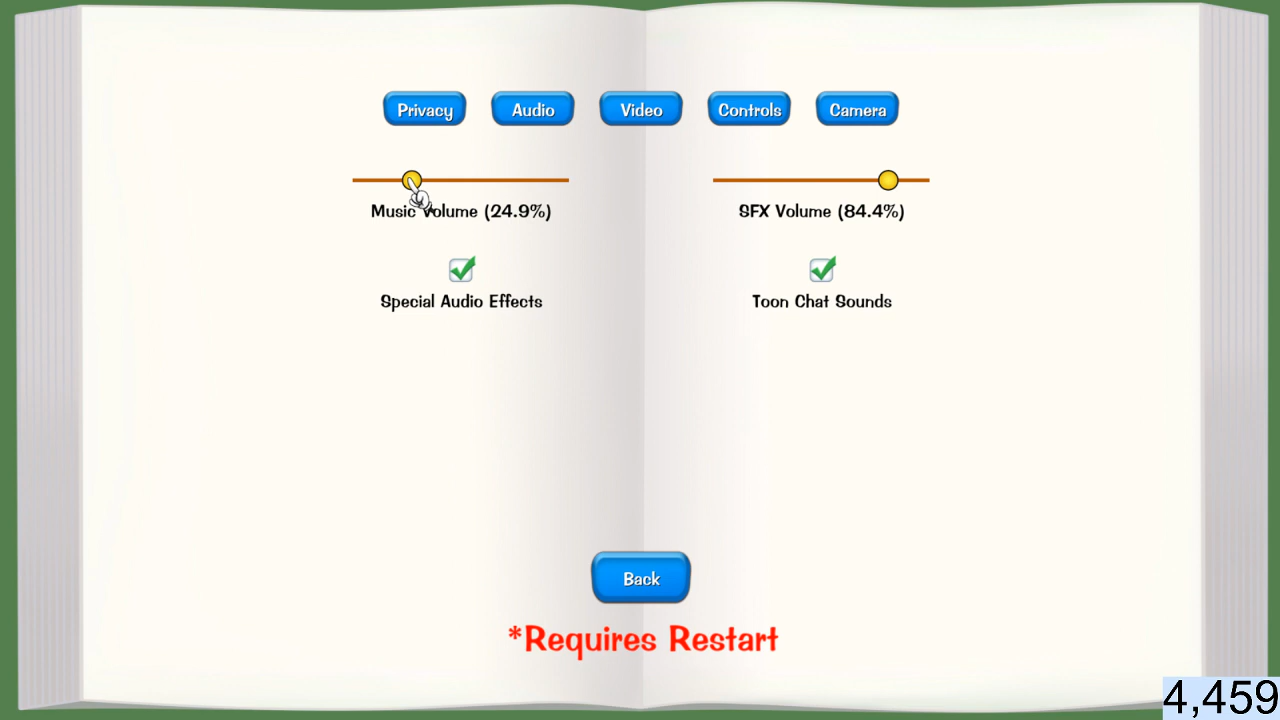 Privacy Audio Video Controls Camera
Music Volume (24.9%) SFX Volume (84.4%)
Special Audio Effects Toon Chat Sounds
Back
*Requires Restart
4,459